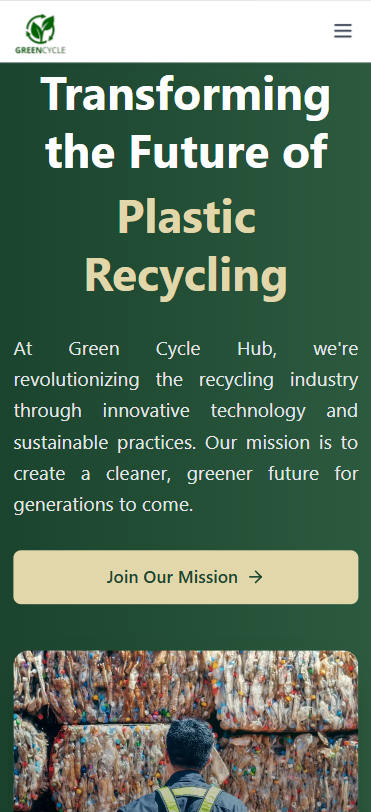 GREENCYCLE
Transforming
the Future of
Plastic
Recycling
At Green Cycle Hub, we're
revolutionizing the recycling industry
through innovative technology and
sustainable practices. Our mission is to
create a cleaner, greener future for
generations to come.
Join Our Mission →